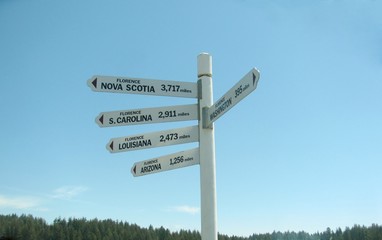 FLORENCE
NOVA SCOTIA 3,717 miles
FLORENCE
S. CAROLINA 2,911 miles
FLORENCE
LOUISIANA 2,473 miles
FLORENCE
ARIZONA 1,256 miles
FLORENCE
WASHINGTON 395 miles